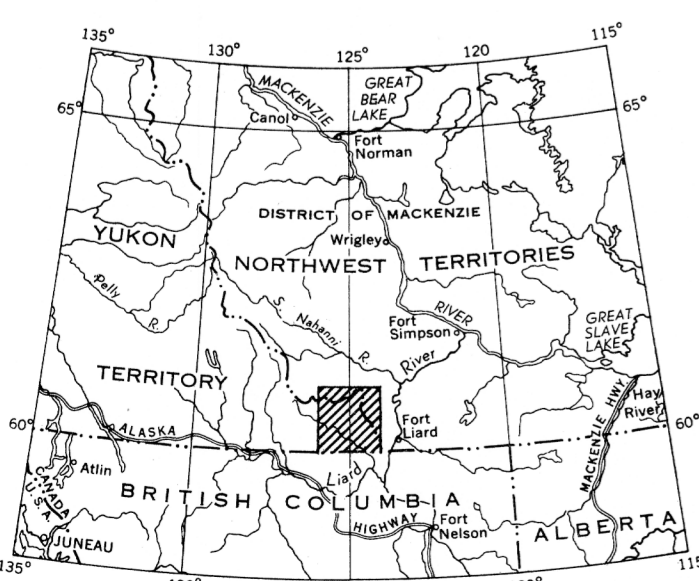 135°
130°
125°
120
115°
65°
65°
MACKENZIE
GREAT
BEAR
LAKE
Canol
Fort
Norman
DISTRICT OF MACKENZIE
YUKON
Wrigley
NORTHWEST TERRITORIES
Pelly
R.
S. Nahanni R.
RIVER
Fort
Simpson
River
GREAT
SLAVE
LAKE
TERRITORY
MACKENZIE HWY.
Hay
River
60°
60°
ALASKA
Fort
Liard
Atlin
Liard
CANADA
U.S.A.
BRITISH COLUMBIA
HIGHWAY
Fort
Nelson
ALBERTA
JUNEAU
135°